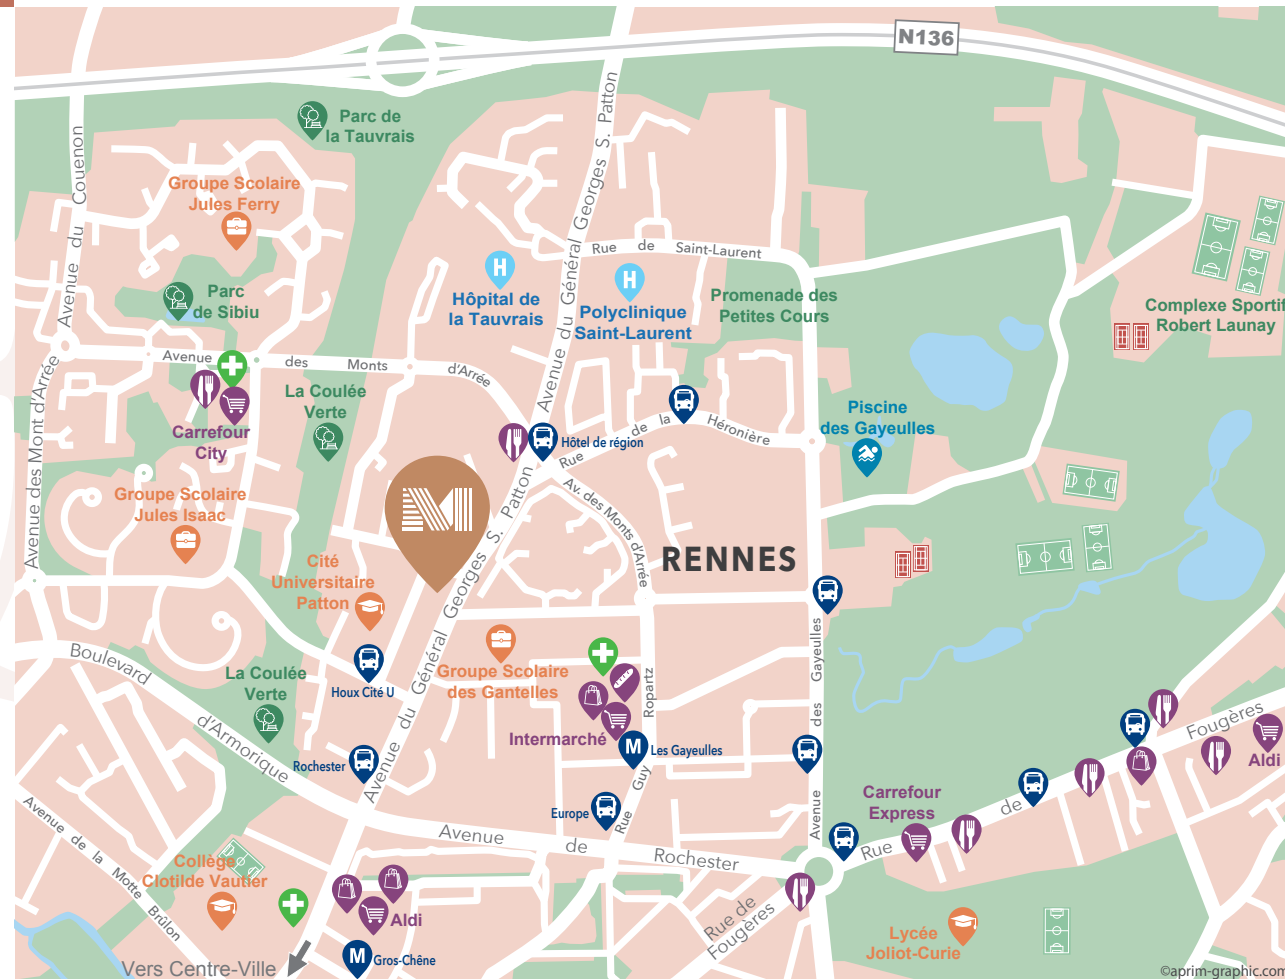 N136
Parc de
la Tauvrais
Avenue du Couenon
Avenue du Général Georges S. Patton
Groupe Scolaire
Jules Ferry
Rue de Saint-Laurent
H
H
Hôpital de
la Tauvrais
Polyclinique
Saint-Laurent
Promenade des
Petites Cours
Complexe Sportif
Robert Launay
Parc
de Sibiu
Avenue des Monts d'Arrée
Avenue des Mont d'Arrée
La Coulée
Verte
Carrefour
City
Piscine
des Gayeulles
Hôtel de région
Rue de la Héronière
Groupe Scolaire
Jules Isaac
M
Av. des Monts d'Arrée
RENNES
Cité
Universitaire
Patton
Avenue du Général Georges S. Patton
Groupe Scolaire
des Gantelles
Boulevard d'Armorique
La Coulée
Verte
Houx Cité U
Intermarché
M
Les Gayeulles
Rue Guy Ropartz
Avenue des Gayeulles
Rochester
Europe
Rue de Fougères
Aldi
Carrefour
Express
Avenue de Rochester
Avenue de la Motte Brûlon
Collège
Clotilde Vautier
Aldi
Rue de
Fougères
Lycée
Joliot-Curie
M
Gros-Chêne
Vers Centre-Ville
©aprim-graphic.com